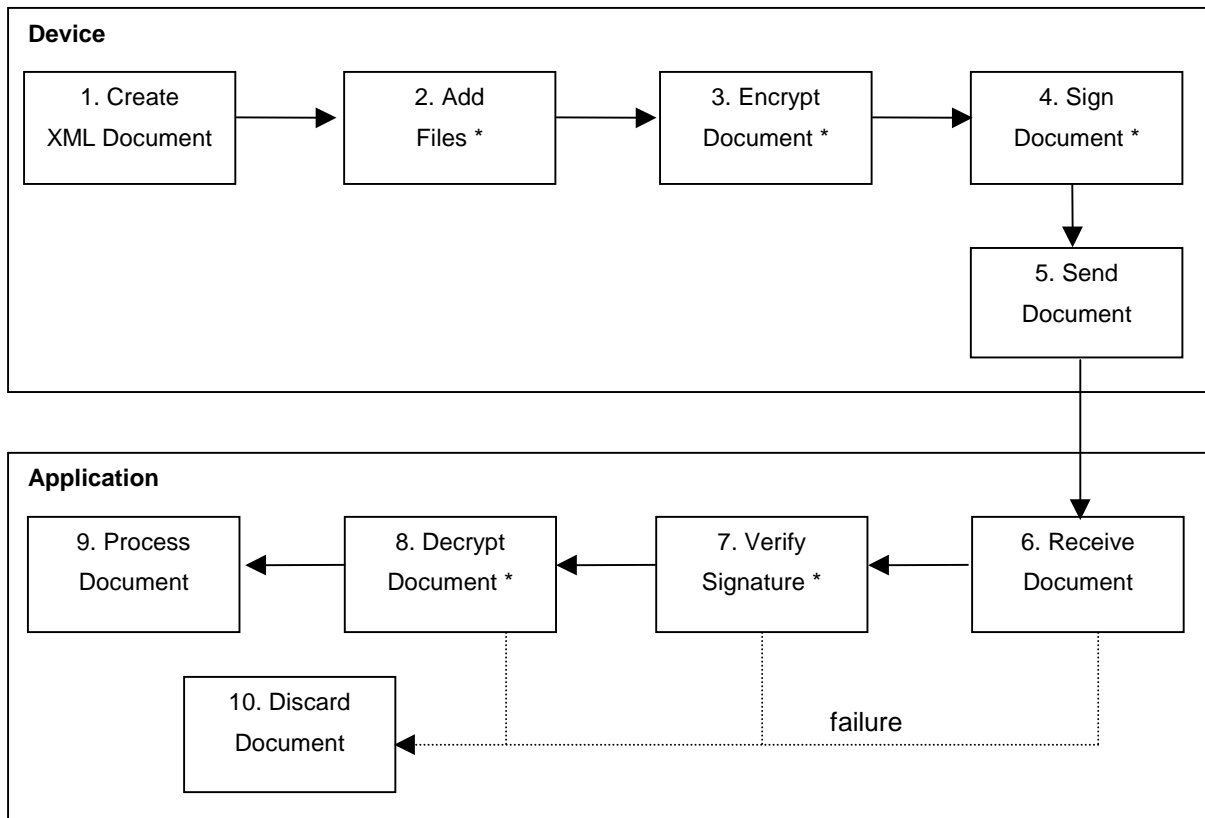 Device
1. Create
XML Document
2. Add
Files *
3. Encrypt
Document *
4. Sign
Document *
5. Send
Document
Application
9. Process
Document
8. Decrypt
Document *
7. Verify
Signature *
6. Receive
Document
10. Discard
Document
failure